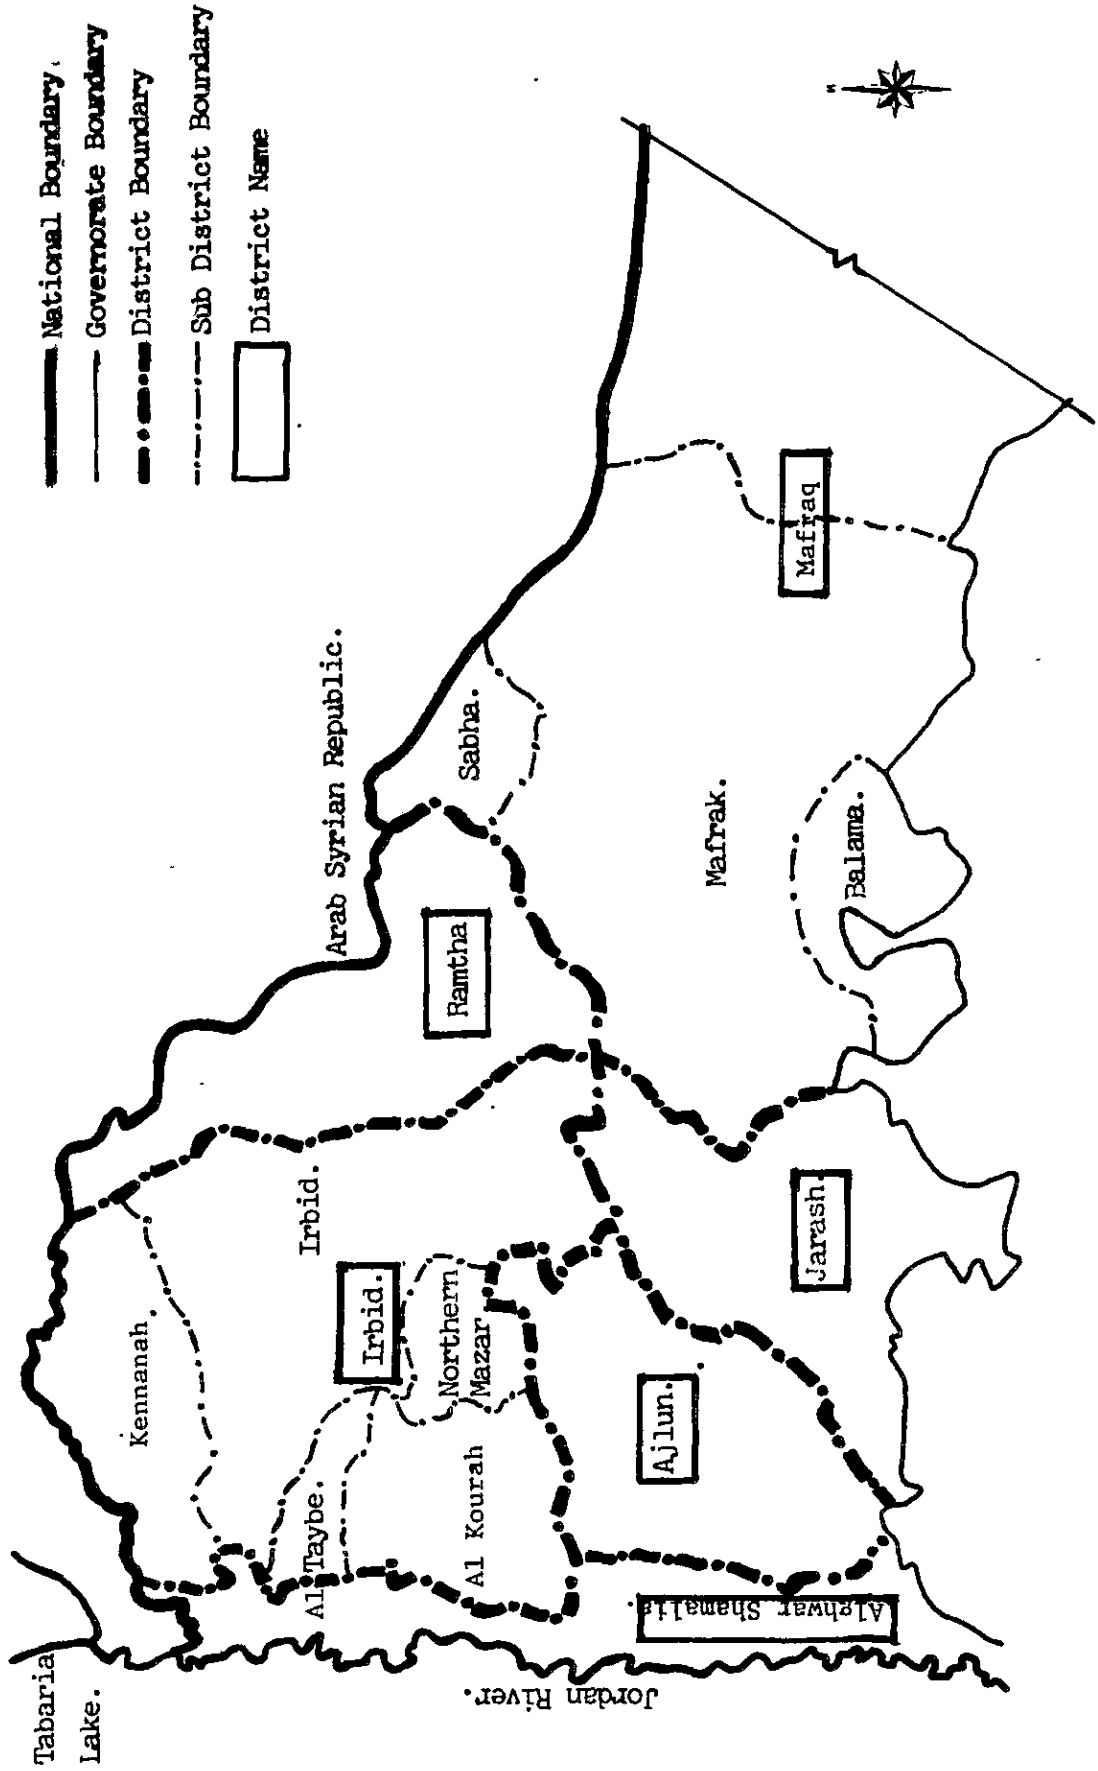 National Boundary.
Governorate Boundary
District Boundary
Sub District Boundary
District Name
N
Arab Syrian Republic.
Tabaria
Lake.
Kennanah.
Irbid.
Irbid.
Al Taybe.
Northern
Mazar
Al Kourah
Ramtha
Sabha.
Mafrak.
Mafraq
Balama.
Jarash.
Ajlun.
Alghwar Shamalia.
Jordan River.